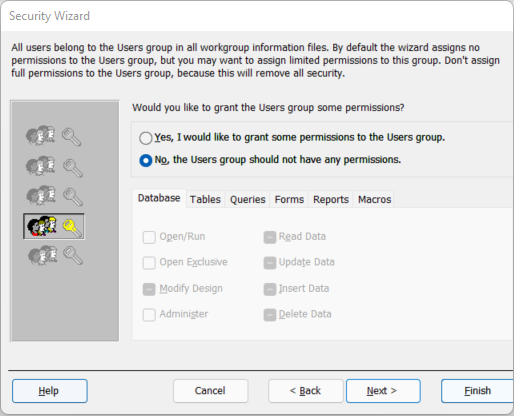 Security Wizard
All users belong to the Users group in all workgroup information files. By default the wizard assigns no
permissions to the Users group, but you may want to assign limited permissions to this group. Don't assign
full permissions to the Users group, because this will remove all security.
Would you like to grant the Users group some permissions?
Yes, I would like to grant some permissions to the Users group.
No, the Users group should not have any permissions.
Database Tables Queries Forms Reports Macros
Open/Run Read Data
Open Exclusive Update Data
Modify Design Insert Data
Administer Delete Data
Help Cancel < Back Next > Finish